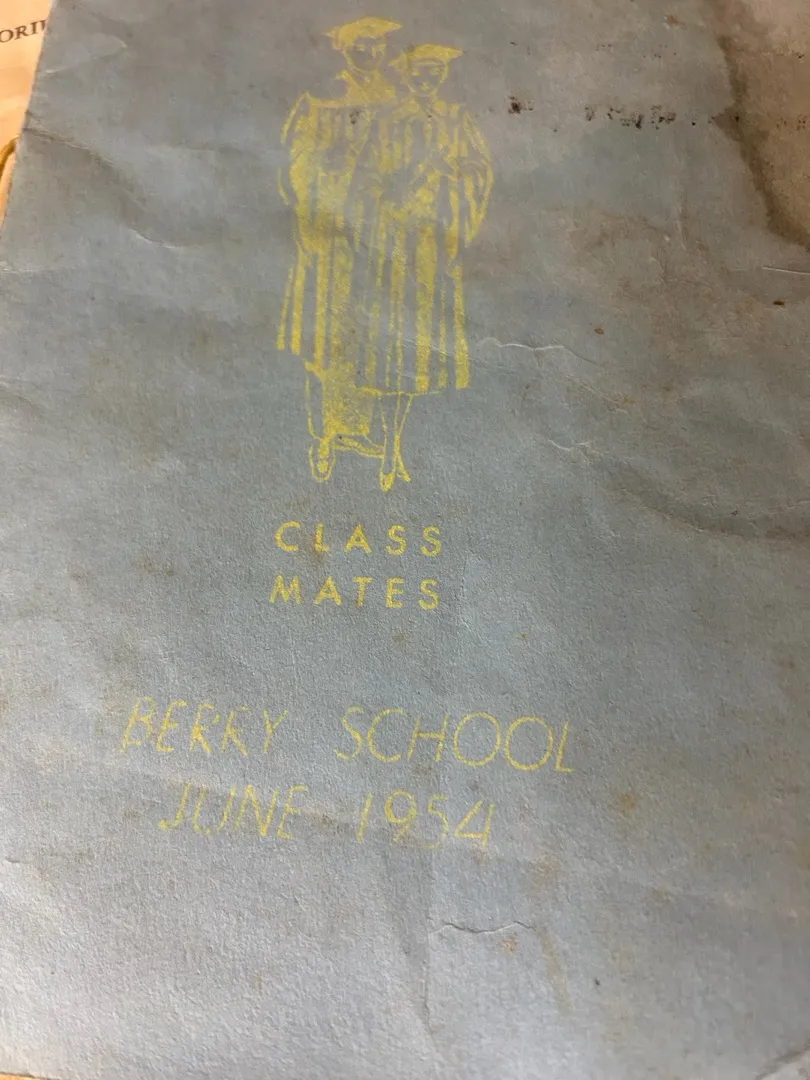 CLASS
MATES
BERRY SCHOOL
JUNE 1954